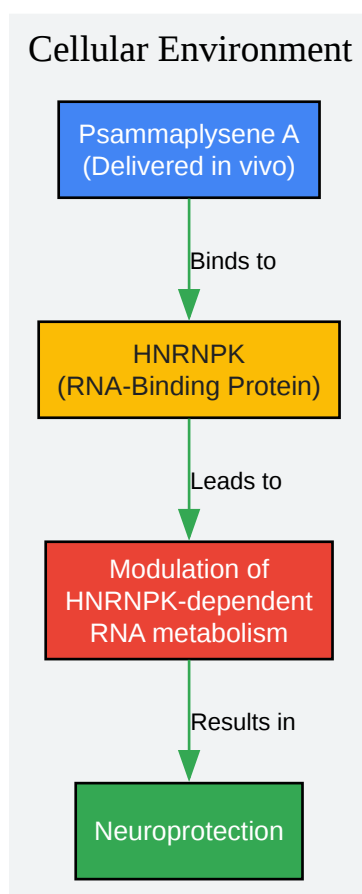 Cellular Environment
Psammaplysene A
(Delivered in vivo)
Binds to
HNRNPK
(RNA-Binding Protein)
Leads to
Modulation of
HNRNPK-dependent
RNA metabolism
Results in
Neuroprotection